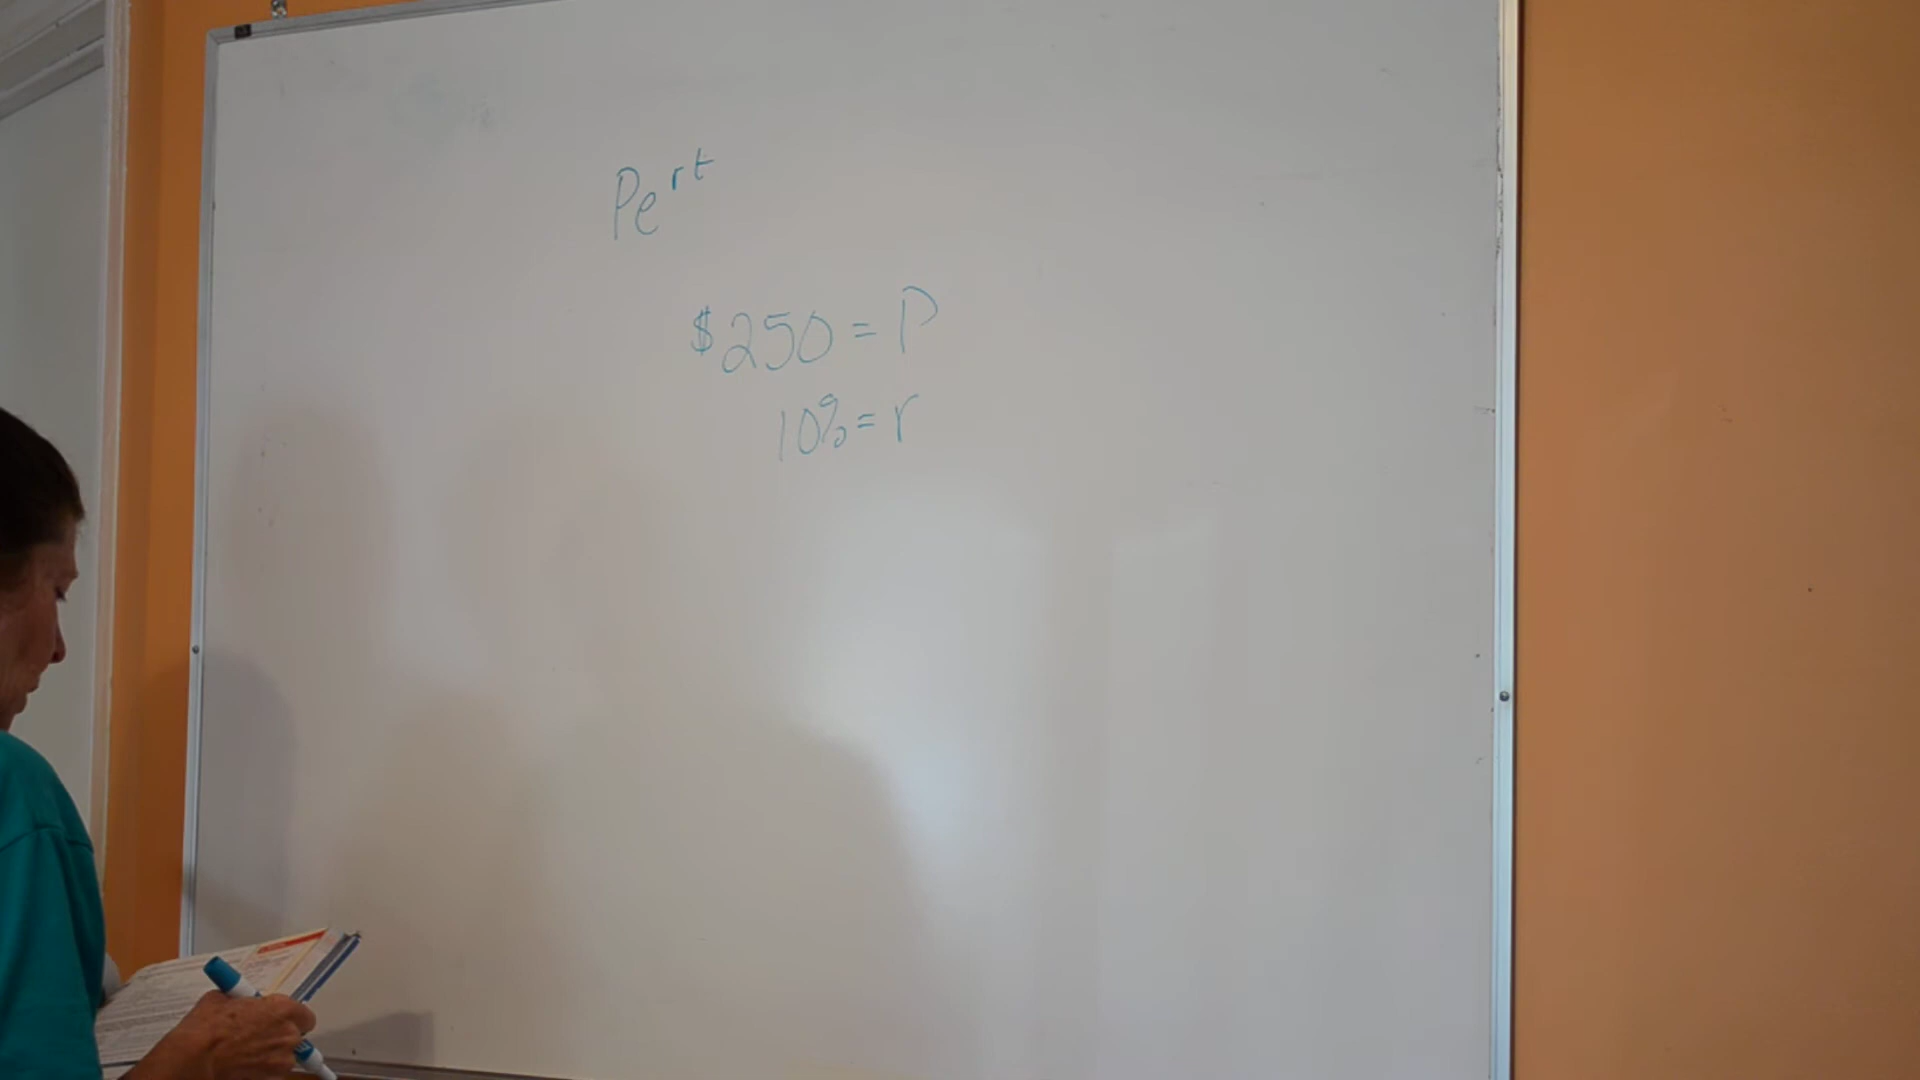 Pe^rt
$250 = P
10% = r